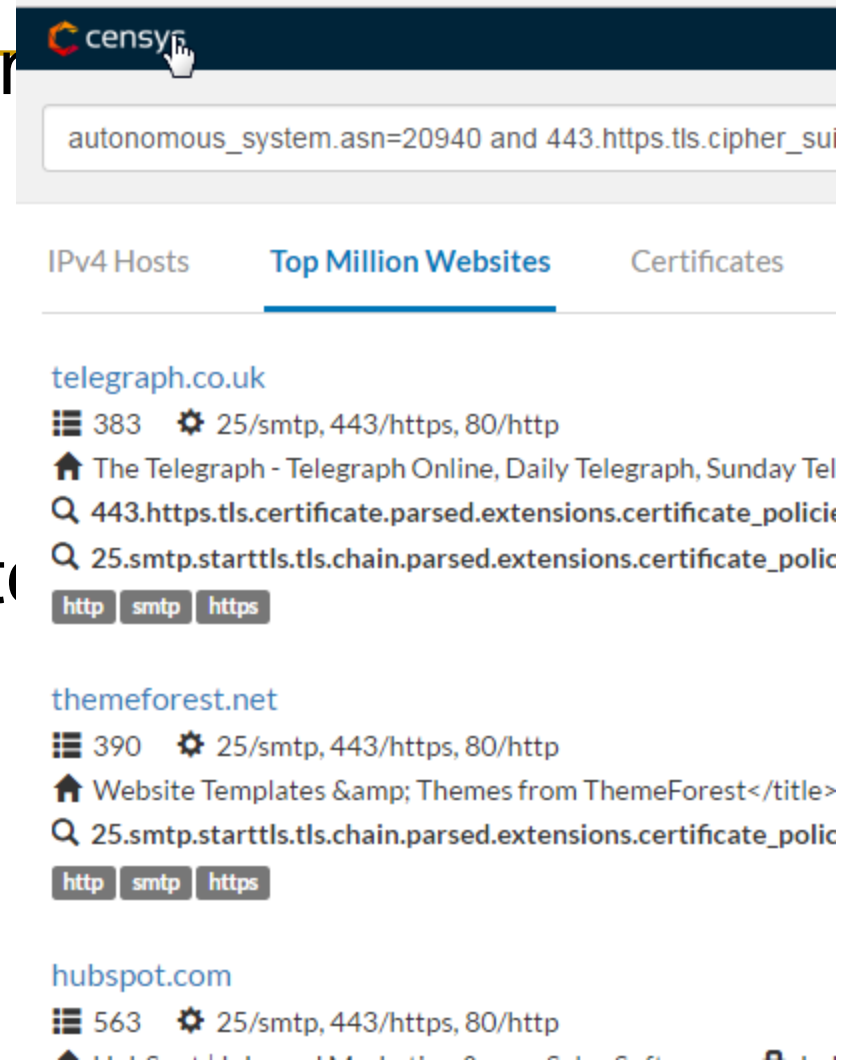 censys
autonomous_system.asn=20940 and 443.https.tls.cipher_sui
IPv4 Hosts Top Million Websites Certificates
telegraph.co.uk
383 25/smtp, 443/https, 80/http
The Telegraph - Telegraph Online, Daily Telegraph, Sunday Tel
443.https.tls.certificate.parsed.extensions.certificate_policie
25.smtp.starttls.tls.chain.parsed.extensions.certificate_polic
http smtp https
themeforest.net
390 25/smtp, 443/https, 80/http
Website Templates &amp; Themes from ThemeForest</title>
25.smtp.starttls.tls.chain.parsed.extensions.certificate_polic
http smtp https
hubspot.com
563 25/smtp, 443/https, 80/http